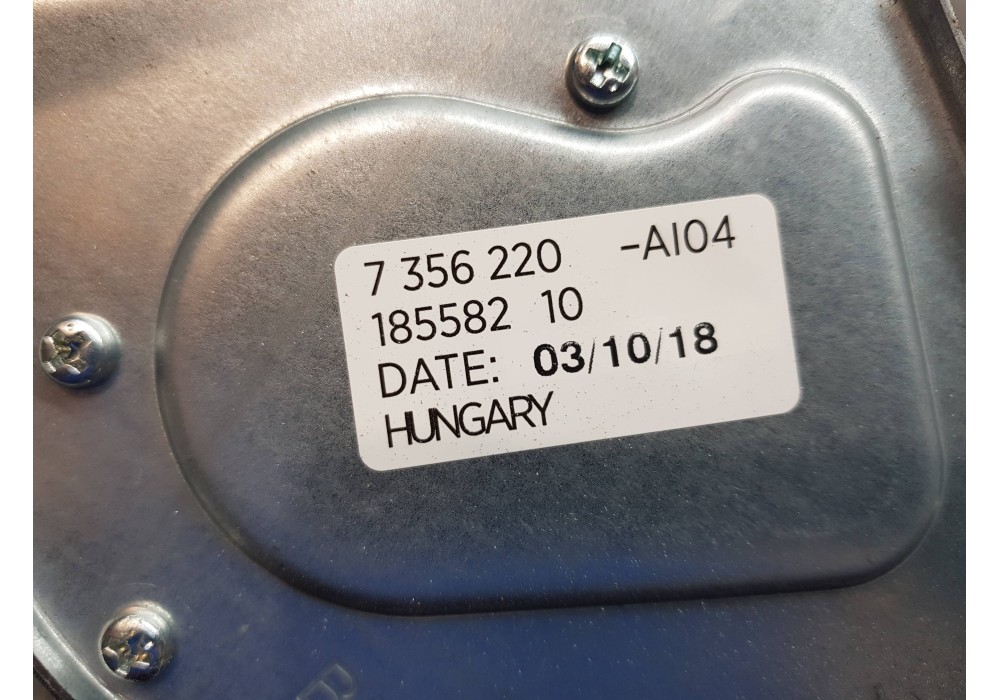 7 356 220 -AI04
185582 10
DATE: 03/10/18
HUNGARY